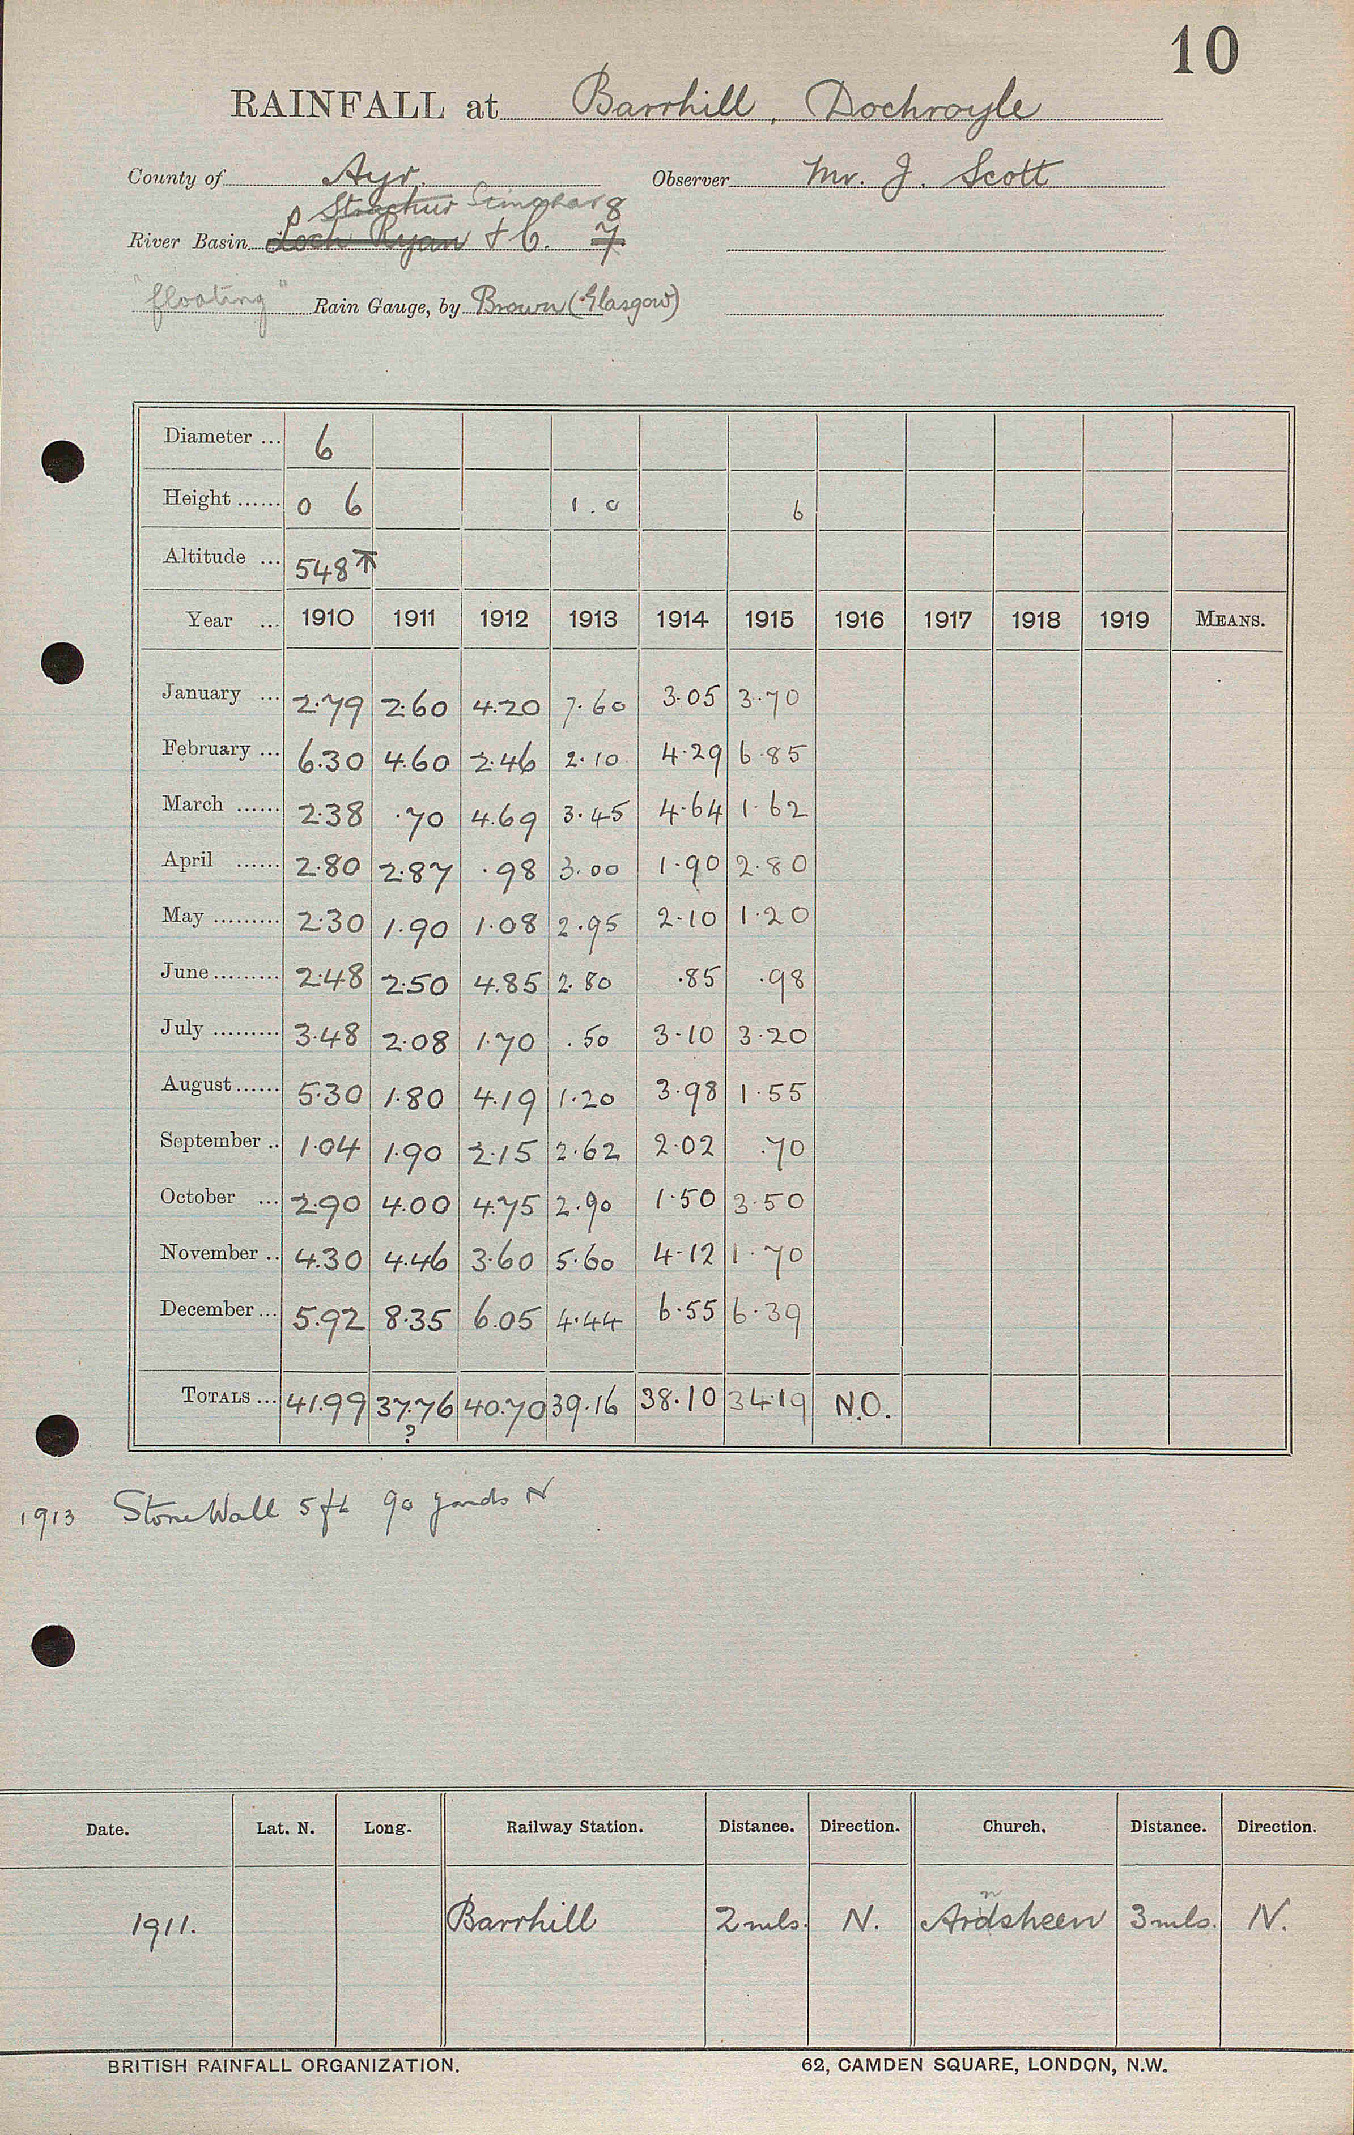 10
RAINFALL at Barrhill, Dochroyle
County of Ayr. Observer Mr. J. Scott
Stinchar 8
River Basin Loch Ryan &c. 7
"floating" Rain Gauge, by Brown (Glasgow)
Diameter ... 6
Height ...... 0 6 1.0 6
Altitude ... 548
Year ... 1910 1911 1912 1913 1914 1915 1916 1917 1918 1919 MEANS.
January ... 2.79 2.60 4.20 7.60 3.05 3.70
February ... 6.30 4.60 2.46 2.10 4.29 6.85
March ...... 2.38 .70 4.69 3.45 4.64 1.62
April ...... 2.80 2.87 .98 3.00 1.90 2.80
May ......... 2.30 1.90 1.08 2.95 2.10 1.20
June ......... 2.48 2.50 4.85 2.80 .85 .98
July ......... 3.48 2.08 1.70 .50 3.10 3.20
August ...... 5.30 1.80 4.19 1.20 3.98 1.55
September .. 1.04 1.90 2.15 2.62 2.02 .70
October ... 2.90 4.00 4.75 2.90 1.50 3.50
November .. 4.30 4.46 3.60 5.60 4.12 1.70
December ... 5.92 8.35 6.05 4.44 6.55 6.39
TOTALS ... 41.99 37.76 40.70 39.16 38.10 34.19 N.O.
?
1913 Stone Wall 5 ft 90 yards N
Date. Lat. N. Long. Railway Station. Distance. Direction. Church. Distance. Direction.
n
1911. Barrhill 2 mls. N. Ardsheen 3 mls. N.
BRITISH RAINFALL ORGANIZATION. 62, CAMDEN SQUARE, LONDON, N.W.